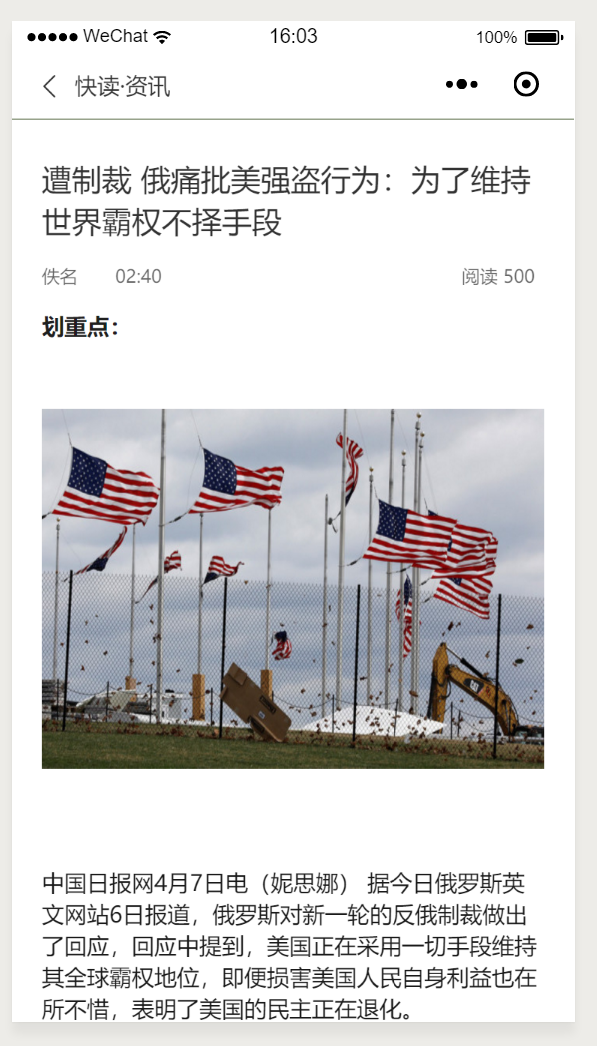 WeChat 16:03 100%
快读·资讯
遭制裁 俄痛批美强盗行为：为了维持
世界霸权不择手段
佚名 02:40 阅读 500
划重点：
CAT
中国日报网4月7日电（妮思娜） 据今日俄罗斯英
文网站6日报道，俄罗斯对新一轮的反俄制裁做出
了回应，回应中提到，美国正在采用一切手段维持
其全球霸权地位，即便损害美国人民自身利益也在
所不惜，表明了美国的民主正在退化。